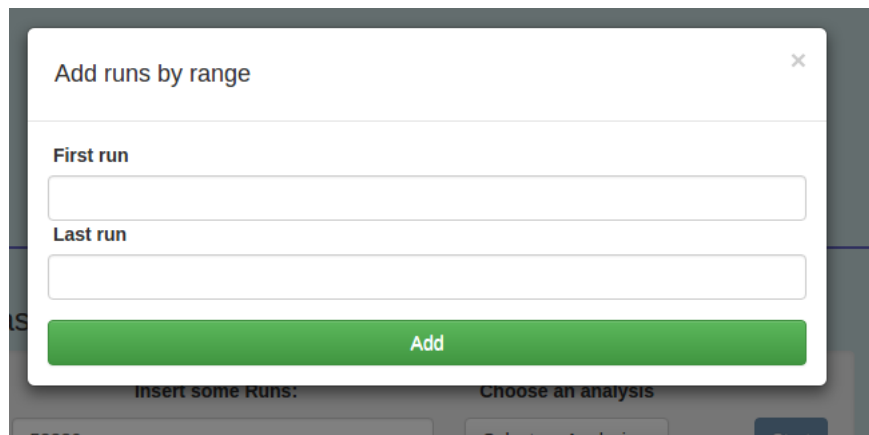 Add runs by range
×
First run
Last run
Add
Insert some Runs:
Choose an analysis